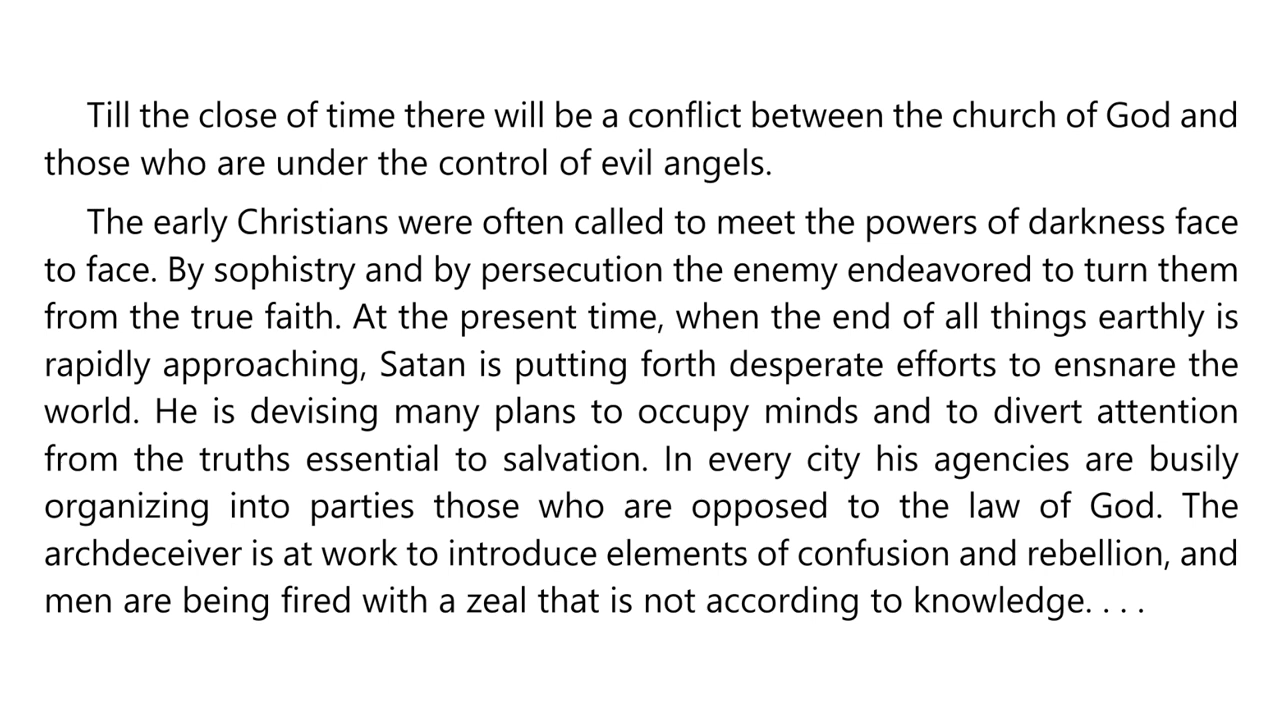 Till the close of time there will be a conflict between the church of God and
those who are under the control of evil angels.
The early Christians were often called to meet the powers of darkness face
to face. By sophistry and by persecution the enemy endeavored to turn them
from the true faith. At the present time, when the end of all things earthly is
rapidly approaching, Satan is putting forth desperate efforts to ensnare the
world. He is devising many plans to occupy minds and to divert attention
from the truths essential to salvation. In every city his agencies are busily
organizing into parties those who are opposed to the law of God. The
archdeceiver is at work to introduce elements of confusion and rebellion, and
men are being fired with a zeal that is not according to knowledge. . . .